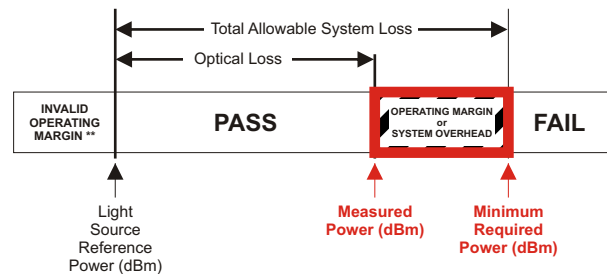 Total Allowable System Loss
Optical Loss
INVALID
OPERATING
MARGIN **
PASS
OPERATING MARGIN
or
SYSTEM OVERHEAD
FAIL
Light
Source
Reference
Power (dBm)
Measured
Power (dBm)
Minimum
Required
Power (dBm)